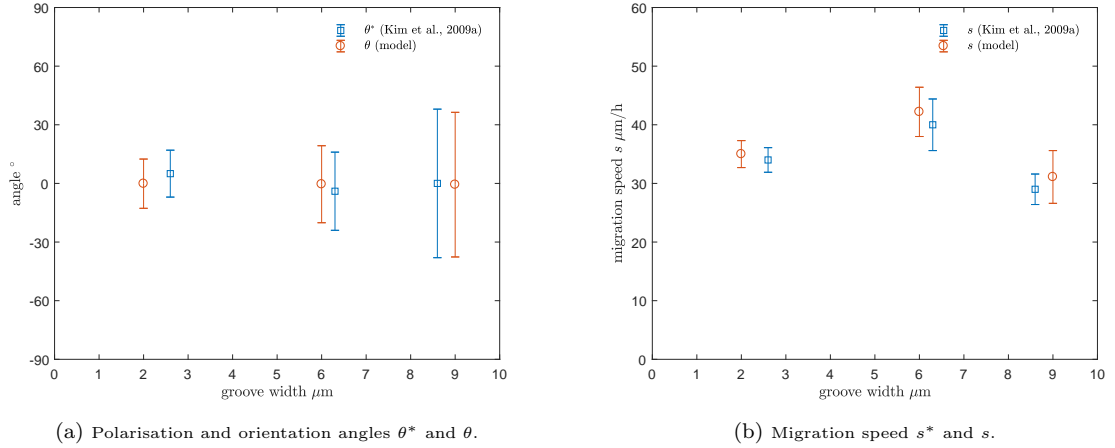 90
60
30
0
-30
-60
-90
angle °
θ* (Kim et al., 2009a)
θ (model)
0 1 2 3 4 5 6 7 8 9 10
groove width μm
(a) Polarisation and orientation angles θ* and θ.
60
50
40
30
20
10
0
migration speed s μm/h
s (Kim et al., 2009a)
s (model)
0 1 2 3 4 5 6 7 8 9 10
groove width μm
(b) Migration speed s* and s.